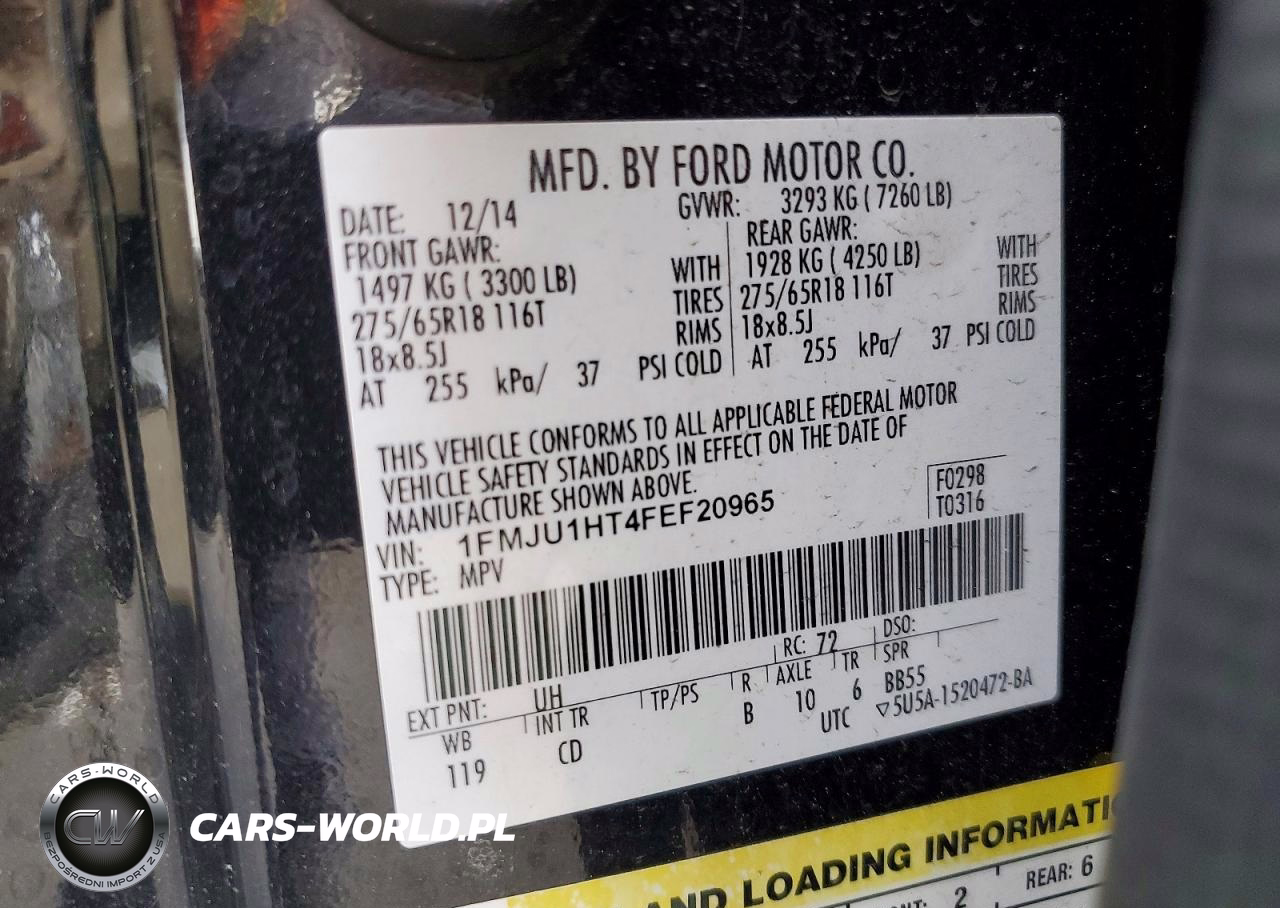 MFD. BY FORD MOTOR CO.
DATE: 12/14 GVWR: 3293 KG ( 7260 LB)
FRONT GAWR: REAR GAWR:
1497 KG ( 3300 LB) WITH 1928 KG ( 4250 LB) WITH
275/65R18 116T TIRES 275/65R18 116T TIRES
18x8.5J RIMS 18x8.5J RIMS
AT 255 kPa/ 37 PSI COLD AT 255 kPa/ 37 PSI COLD
THIS VEHICLE CONFORMS TO ALL APPLICABLE FEDERAL MOTOR
VEHICLE SAFETY STANDARDS IN EFFECT ON THE DATE OF
MANUFACTURE SHOWN ABOVE.
F0298
T0316
VIN: 1FMJU1HT4FEF20965
TYPE: MPV
EXT PNT: UH RC: 72 DSO:
WB INT TR TP/PS R AXLE TR SPR
119 CD B 10 6 BB55
UTC ▽5U5A-1520472-BA
CARS-WORLD
CW
BEZPOŚREDNI IMPORT Z USA
CARS-WORLD.PL
AND LOADING INFORMATI
2 REAR: 6